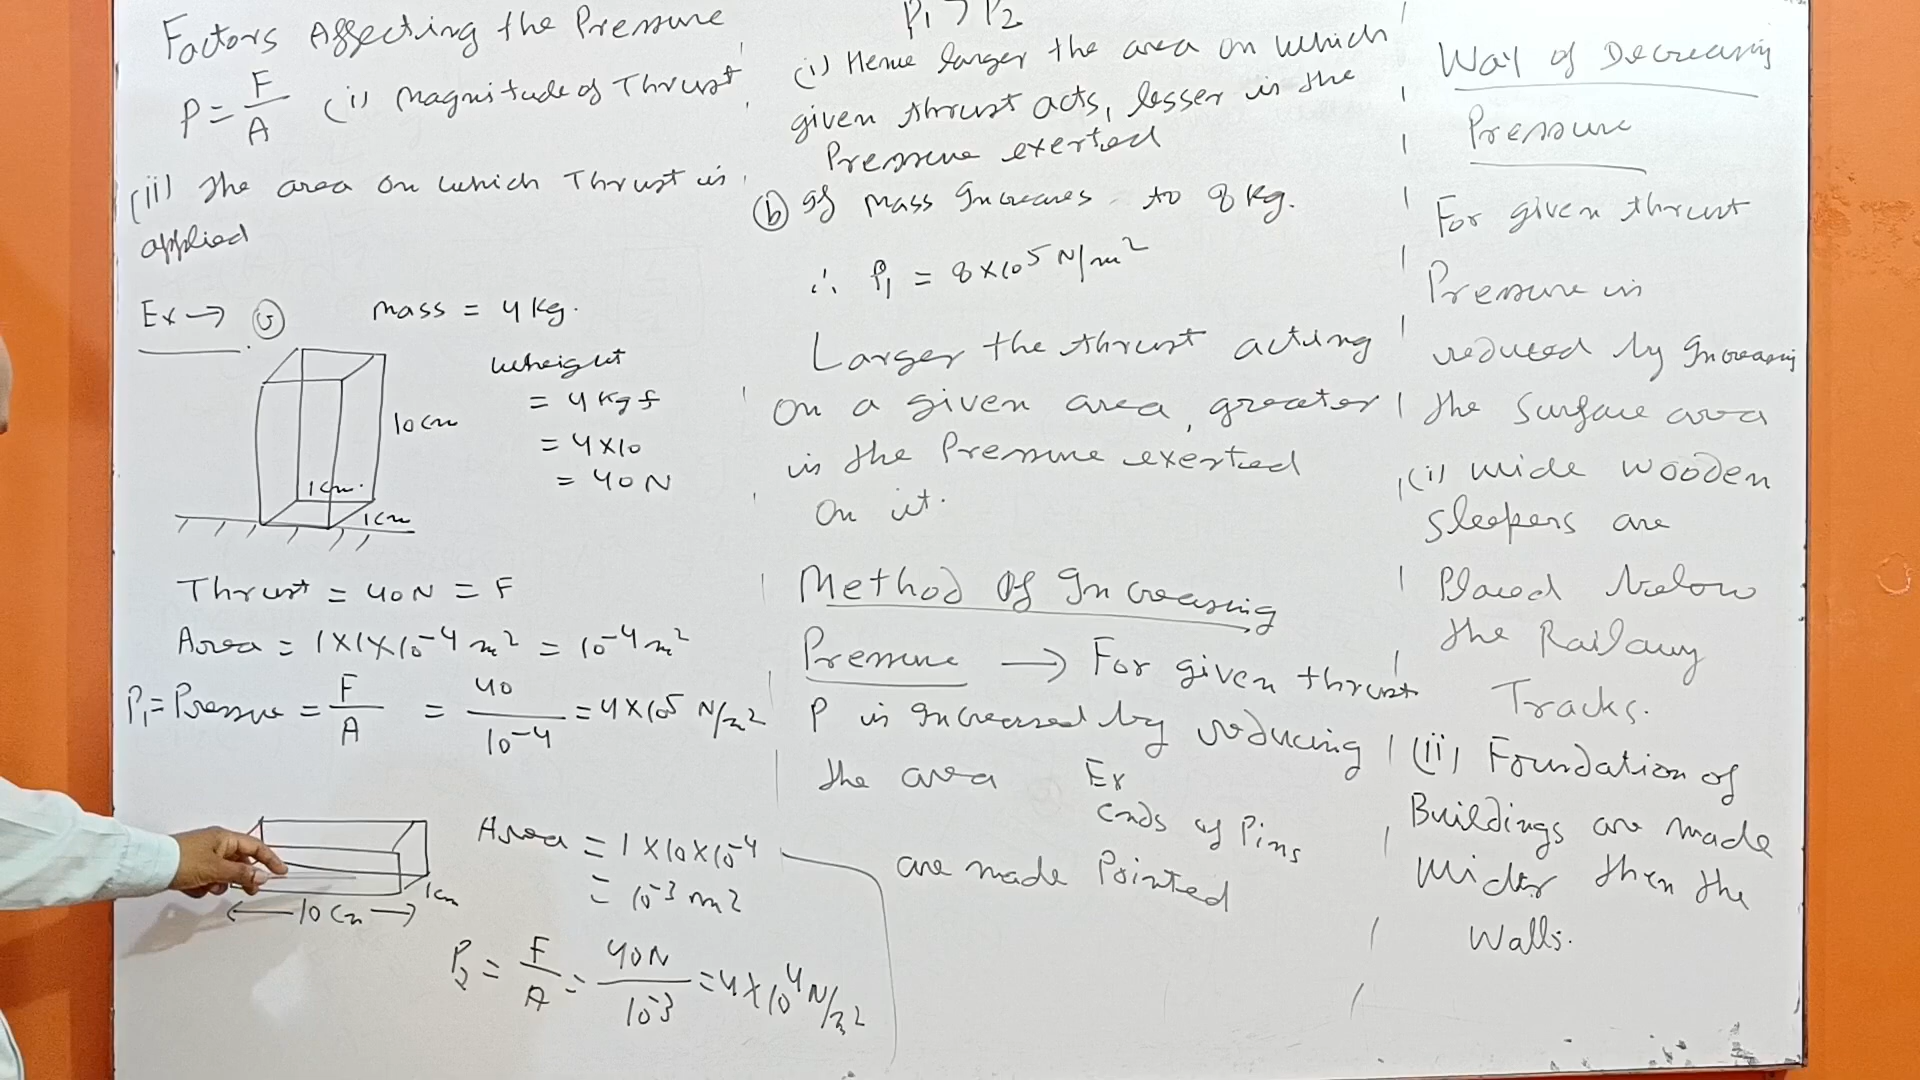 Factors Affecting the Pressure
P = F/A (i) Magnitude of Thrust
(ii) The area on which Thrust is
applied
Ex → mass = 4 kg.
Wheight
= 4 kgf
= 4×10
= 40 N
10 cm
1 cm
1 cm
Thrust = 40N = F
Area = 1×1×10⁻⁴ m² = 10⁻⁴ m²
P₁ = Pressure = F/A = 40/10⁻⁴ = 4×10⁵ N/m²
Area = 1×10×10⁻⁴
= 10⁻³ m²
1 cm
10 cm
P₂ = F/A = 40N/10⁻³ = 4×10⁴ N/m²
P₁ > P₂
(i) Hence larger the area on which
given thrust acts, lesser is the
Pressure exerted
(b) If Mass Increases to 8 kg.
∴ P₁ = 8×10⁵ N/m²
Larger the thrust acting
on a given area, greater
is the Pressure exerted
on it.
Method of Increasing
Pressure → For given thrust
P is Increased by reducing
the area Ex
ends of Pins
are made Pointed
Way of Decreasing
Pressure
For given thrust
Pressure is
reduced by Increasing
the Surface area
(i) wide wooden
sleepers are
Placed below
the Railway
Tracks.
(ii) Foundation of
Buildings are made
wider then the
Walls.